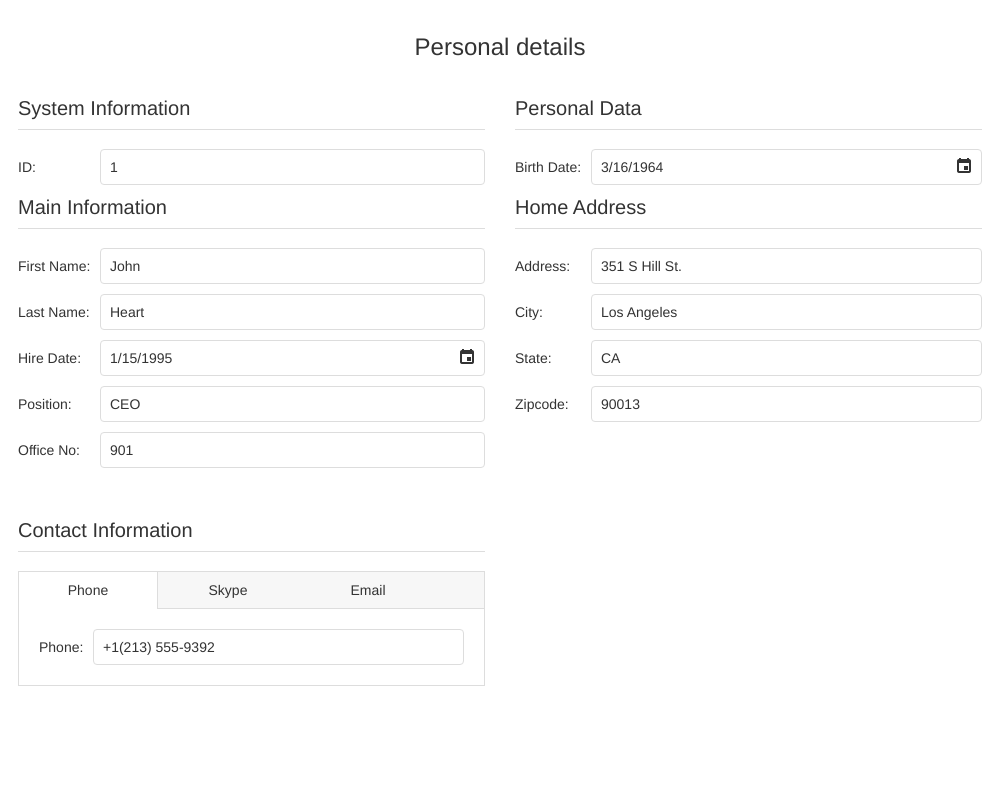 Personal details
System Information
ID: 1
Main Information
First Name: John
Last Name: Heart
Hire Date: 1/15/1995
Position: CEO
Office No: 901
Contact Information
Phone Skype Email
Phone: +1(213) 555-9392
Personal Data
Birth Date: 3/16/1964
Home Address
Address: 351 S Hill St.
City: Los Angeles
State: CA
Zipcode: 90013